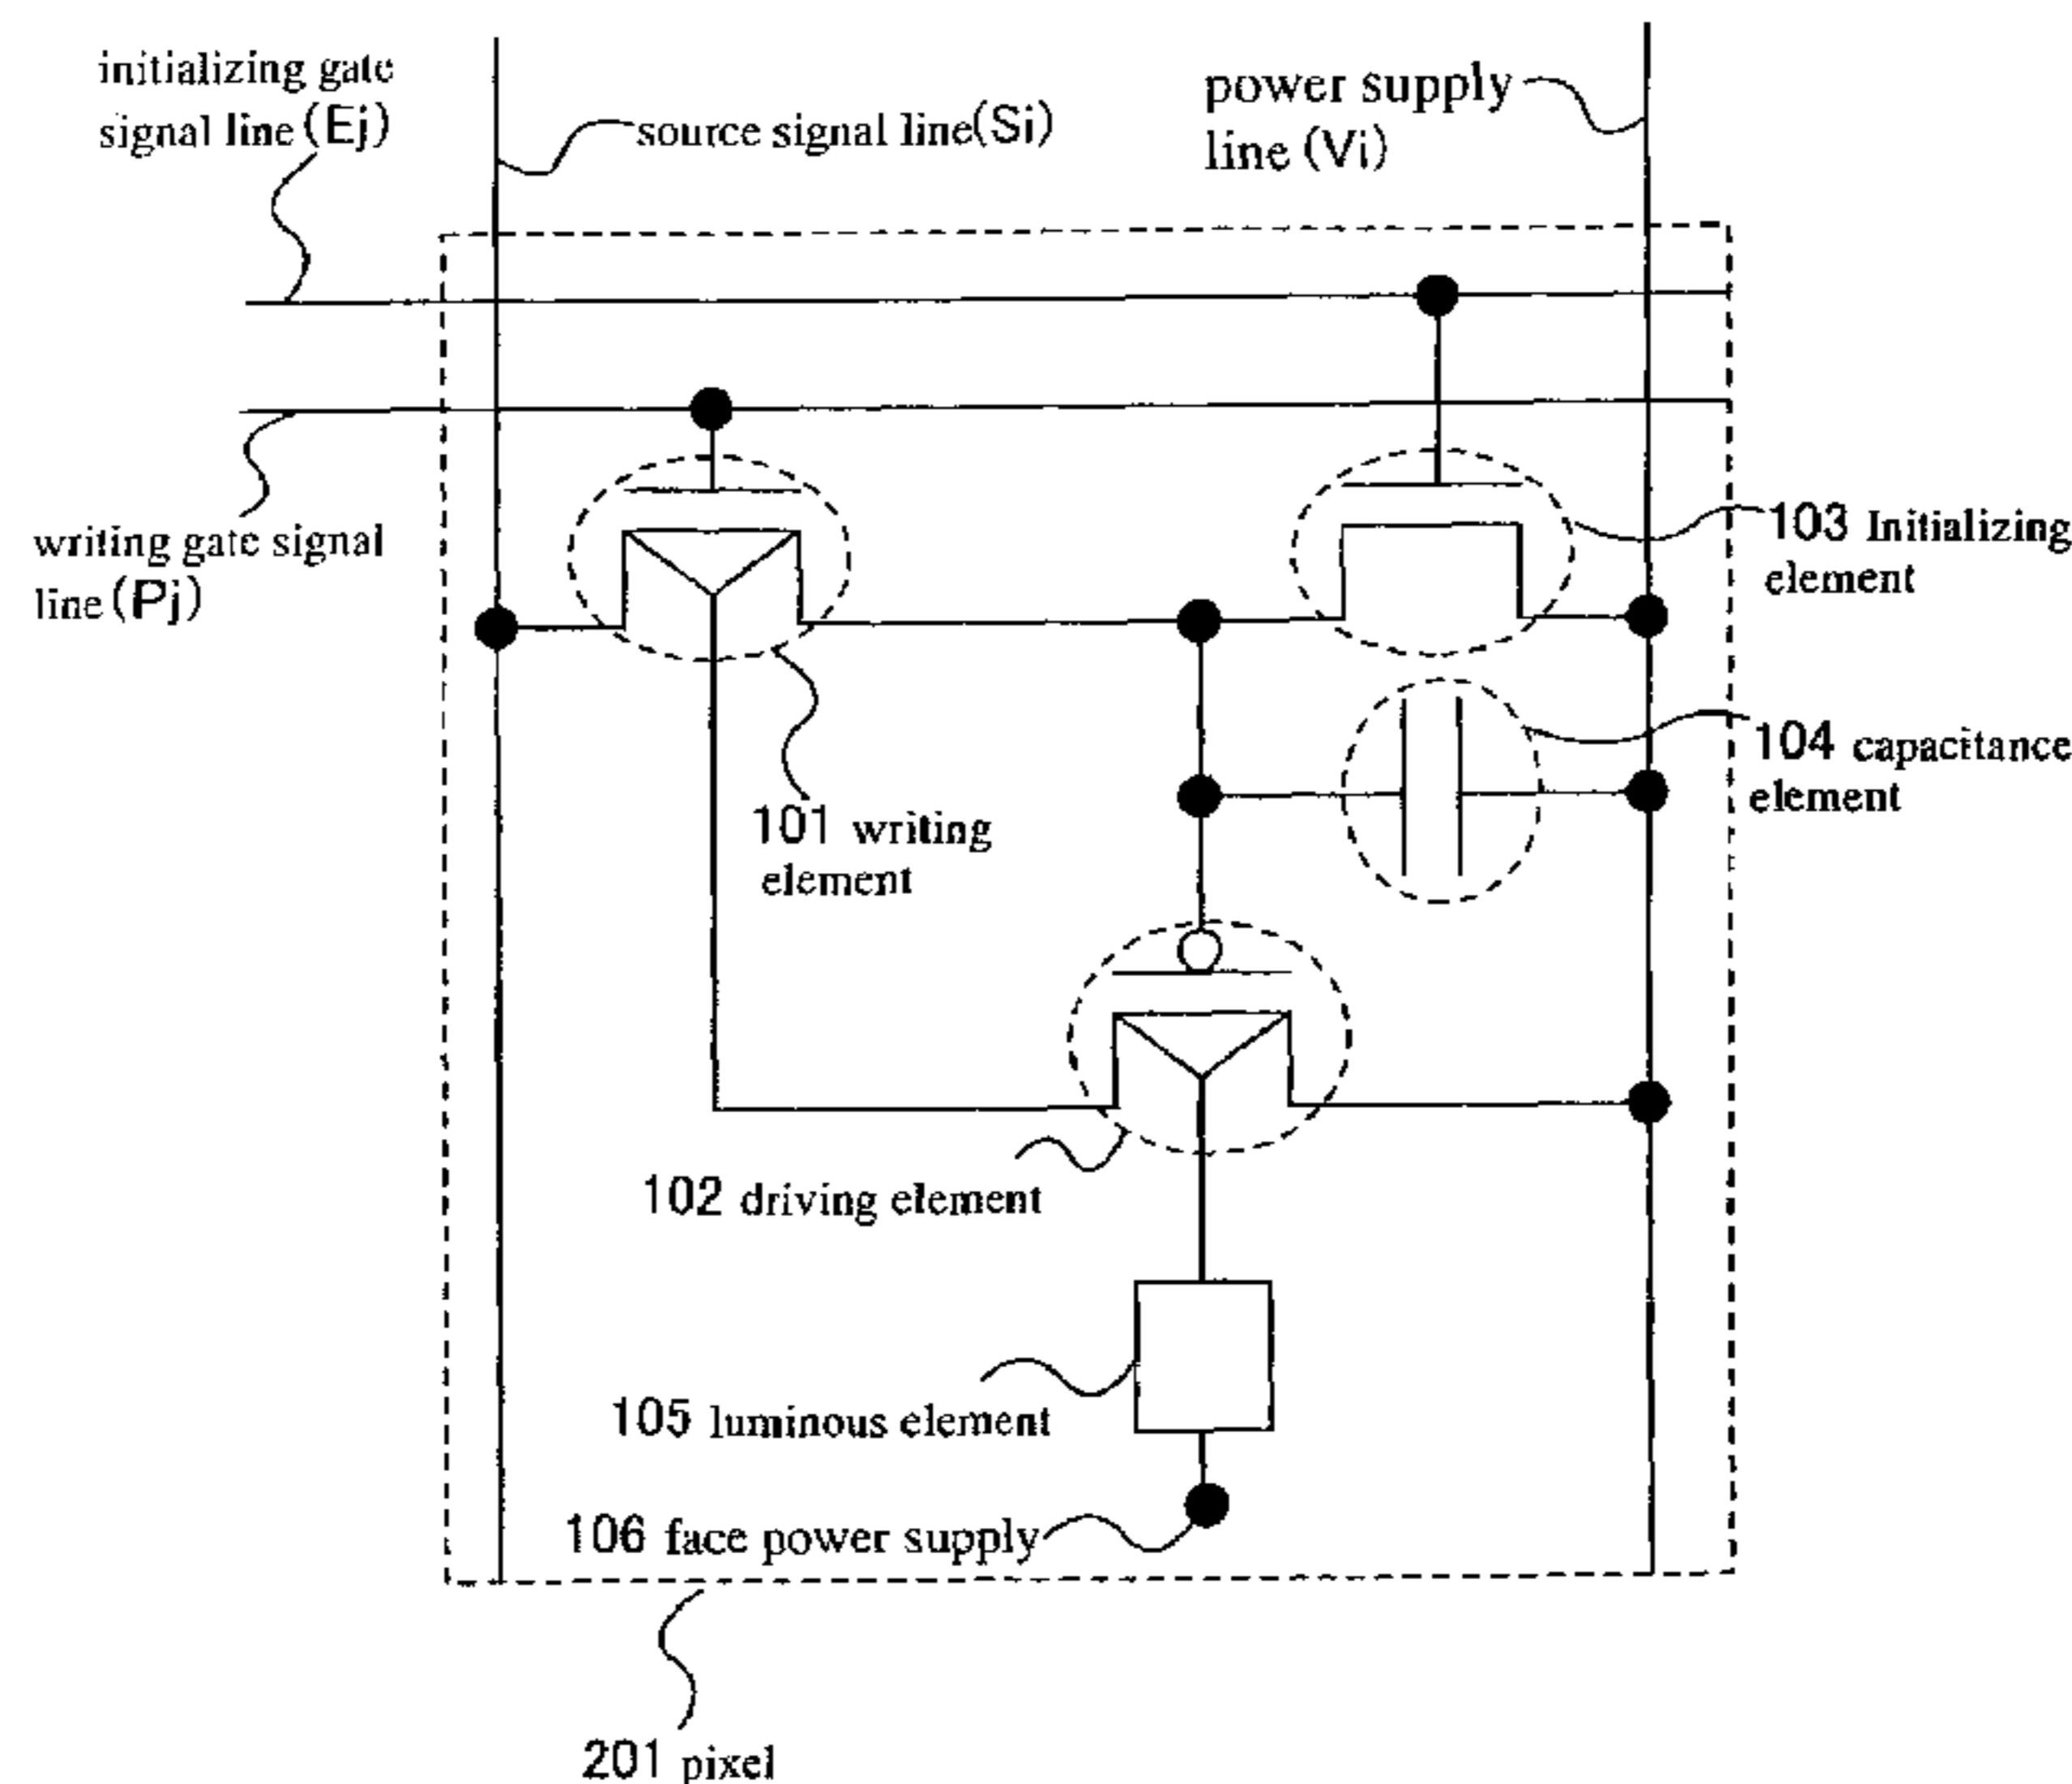 initializing gate
signal line (Ej)
source signal line(Si)
power supply
line (Vi)
writing gate signal
line (Pj)
103 Initializing
element
104 capacitance
element
101 writing
element
102 driving element
105 luminous element
106 face power supply
201 pixel